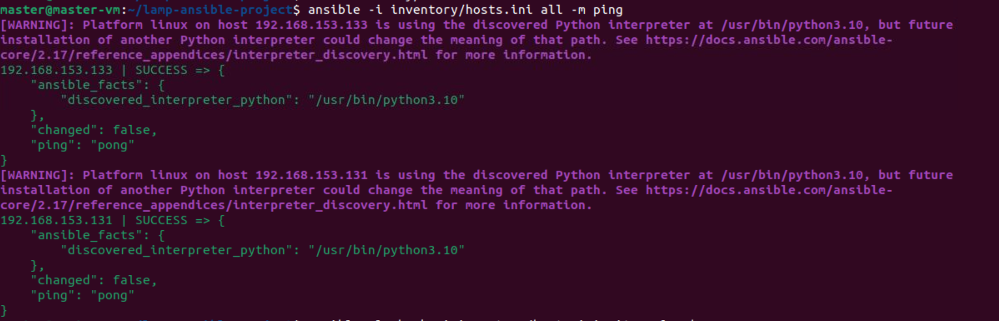 master@master-vm:~/lamp-ansible-project$ ansible -i inventory/hosts.ini all -m ping
[WARNING]: Platform linux on host 192.168.153.133 is using the discovered Python interpreter at /usr/bin/python3.10, but future
installation of another Python interpreter could change the meaning of that path. See https://docs.ansible.com/ansible-
core/2.17/reference_appendices/interpreter_discovery.html for more information.
192.168.153.133 | SUCCESS => {
    "ansible_facts": {
        "discovered_interpreter_python": "/usr/bin/python3.10"
    },
    "changed": false,
    "ping": "pong"
}
[WARNING]: Platform linux on host 192.168.153.131 is using the discovered Python interpreter at /usr/bin/python3.10, but future
installation of another Python interpreter could change the meaning of that path. See https://docs.ansible.com/ansible-
core/2.17/reference_appendices/interpreter_discovery.html for more information.
192.168.153.131 | SUCCESS => {
    "ansible_facts": {
        "discovered_interpreter_python": "/usr/bin/python3.10"
    },
    "changed": false,
    "ping": "pong"
}